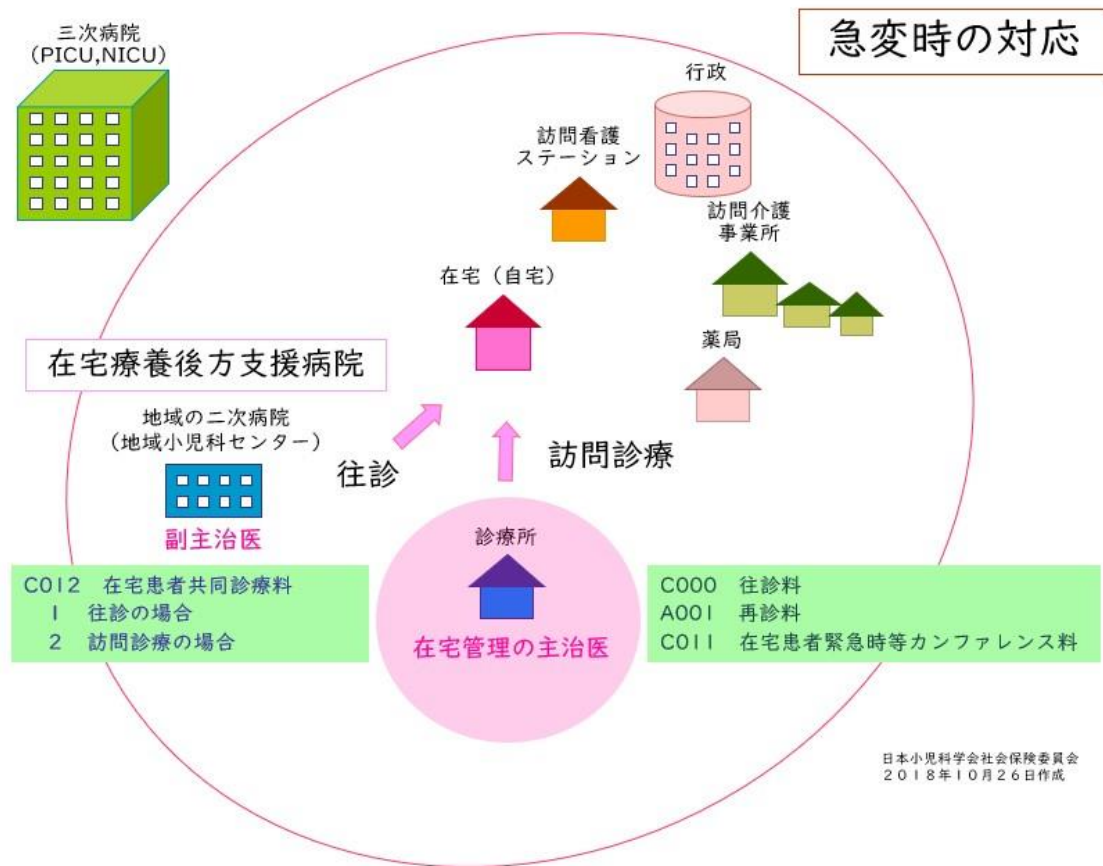 急変時の対応
三次病院
(PICU,NICU)
行政
訪問看護
ステーション
訪問介護
事業所
在宅（自宅）
薬局
在宅療養後方支援病院
地域の二次病院
（地域小児科センター）
往診
訪問診療
副主治医
診療所
在宅管理の主治医
C012 在宅患者共同診療料
1 往診の場合
2 訪問診療の場合
C000 往診料
A001 再診料
C011 在宅患者緊急時等カンファレンス料
日本小児科学会社会保険委員会
２０１８年１０月２６日作成